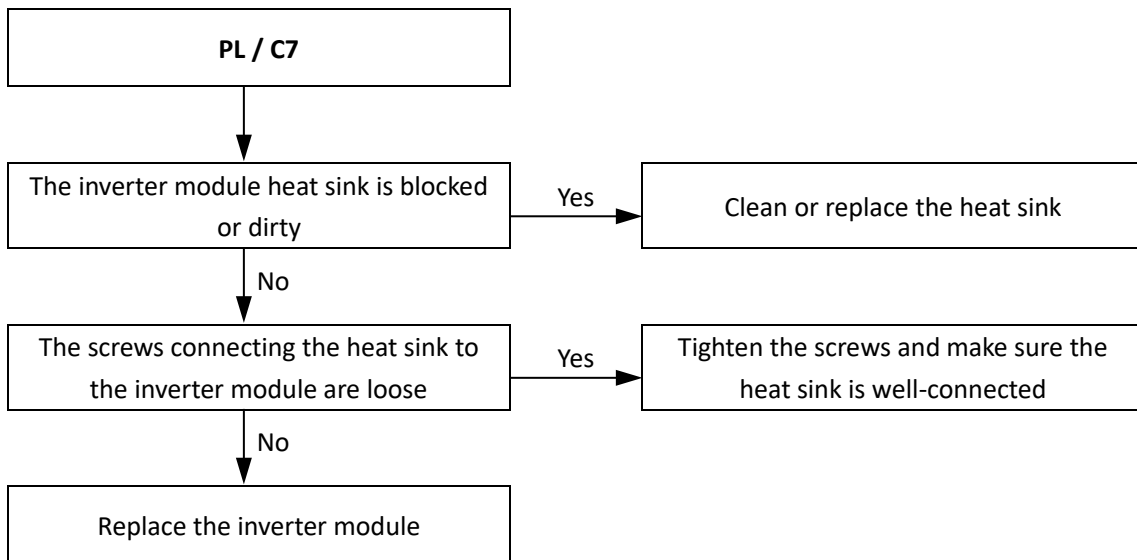 PL / C7
The inverter module heat sink is blocked
or dirty
Yes
Clean or replace the heat sink
No
The screws connecting the heat sink to
the inverter module are loose
Yes
Tighten the screws and make sure the
heat sink is well-connected
No
Replace the inverter module